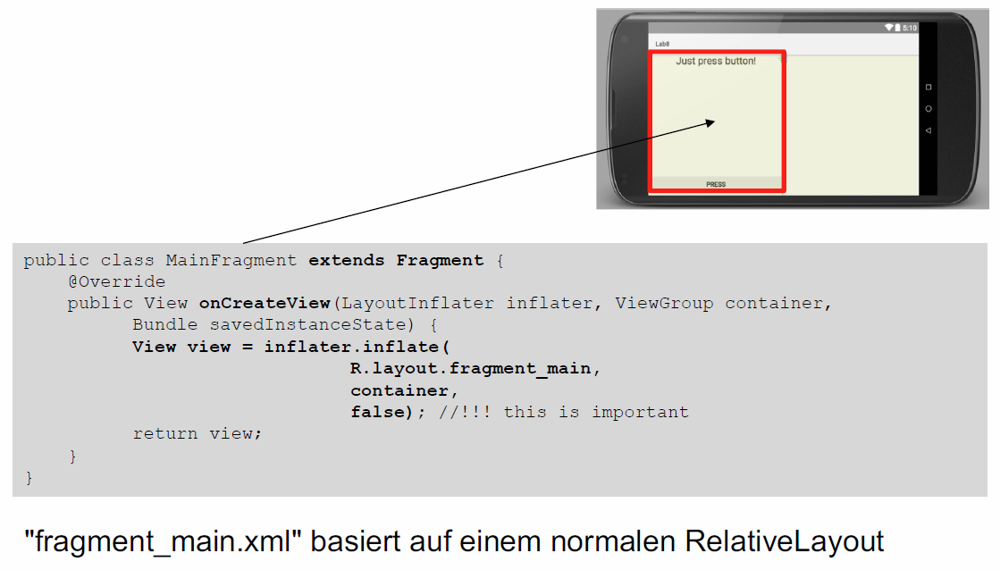 5:10
Lab8
Just press button!
PRESS
public class MainFragment extends Fragment {
@Override
public View onCreateView(LayoutInflater inflater, ViewGroup container,
Bundle savedInstanceState) {
View view = inflater.inflate(
R.layout.fragment_main,
container,
false); //!!! this is important
return view;
}
}
"fragment_main.xml" basiert auf einem normalen RelativeLayout